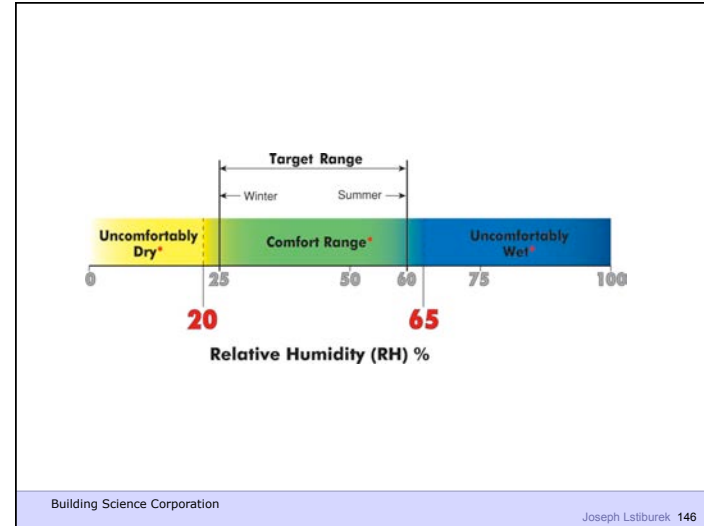 Target Range
Winter Summer
Uncomfortably Dry* Comfort Range* Uncomfortably Wet*
0 25 50 60 75 100
20 65
Relative Humidity (RH) %
Building Science Corporation
Joseph Lstiburek 146